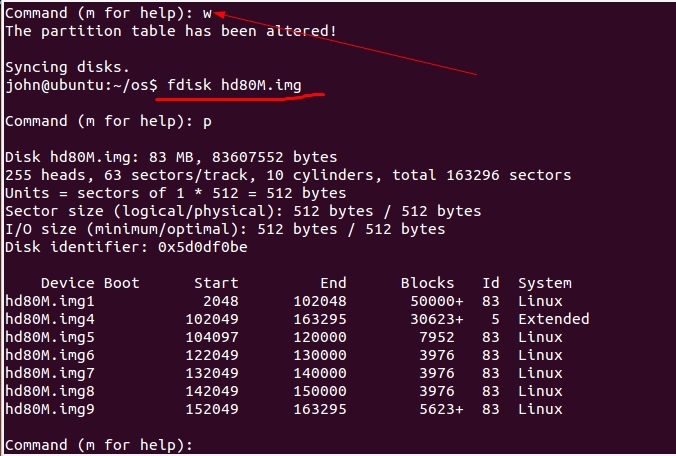 Command (m for help): w
The partition table has been altered!
Syncing disks.
john@ubuntu:~/os$ fdisk hd80M.img
Command (m for help): p
Disk hd80M.img: 83 MB, 83607552 bytes
255 heads, 63 sectors/track, 10 cylinders, total 163296 sectors
Units = sectors of 1 * 512 = 512 bytes
Sector size (logical/physical): 512 bytes / 512 bytes
I/O size (minimum/optimal): 512 bytes / 512 bytes
Disk identifier: 0x5d0df0be
Device Boot Start End Blocks Id System
hd80M.img1 2048 102048 50000+ 83 Linux
hd80M.img4 102049 163295 30623+ 5 Extended
hd80M.img5 104097 120000 7952 83 Linux
hd80M.img6 122049 130000 3976 83 Linux
hd80M.img7 132049 140000 3976 83 Linux
hd80M.img8 142049 150000 3976 83 Linux
hd80M.img9 152049 163295 5623+ 83 Linux
Command (m for help):